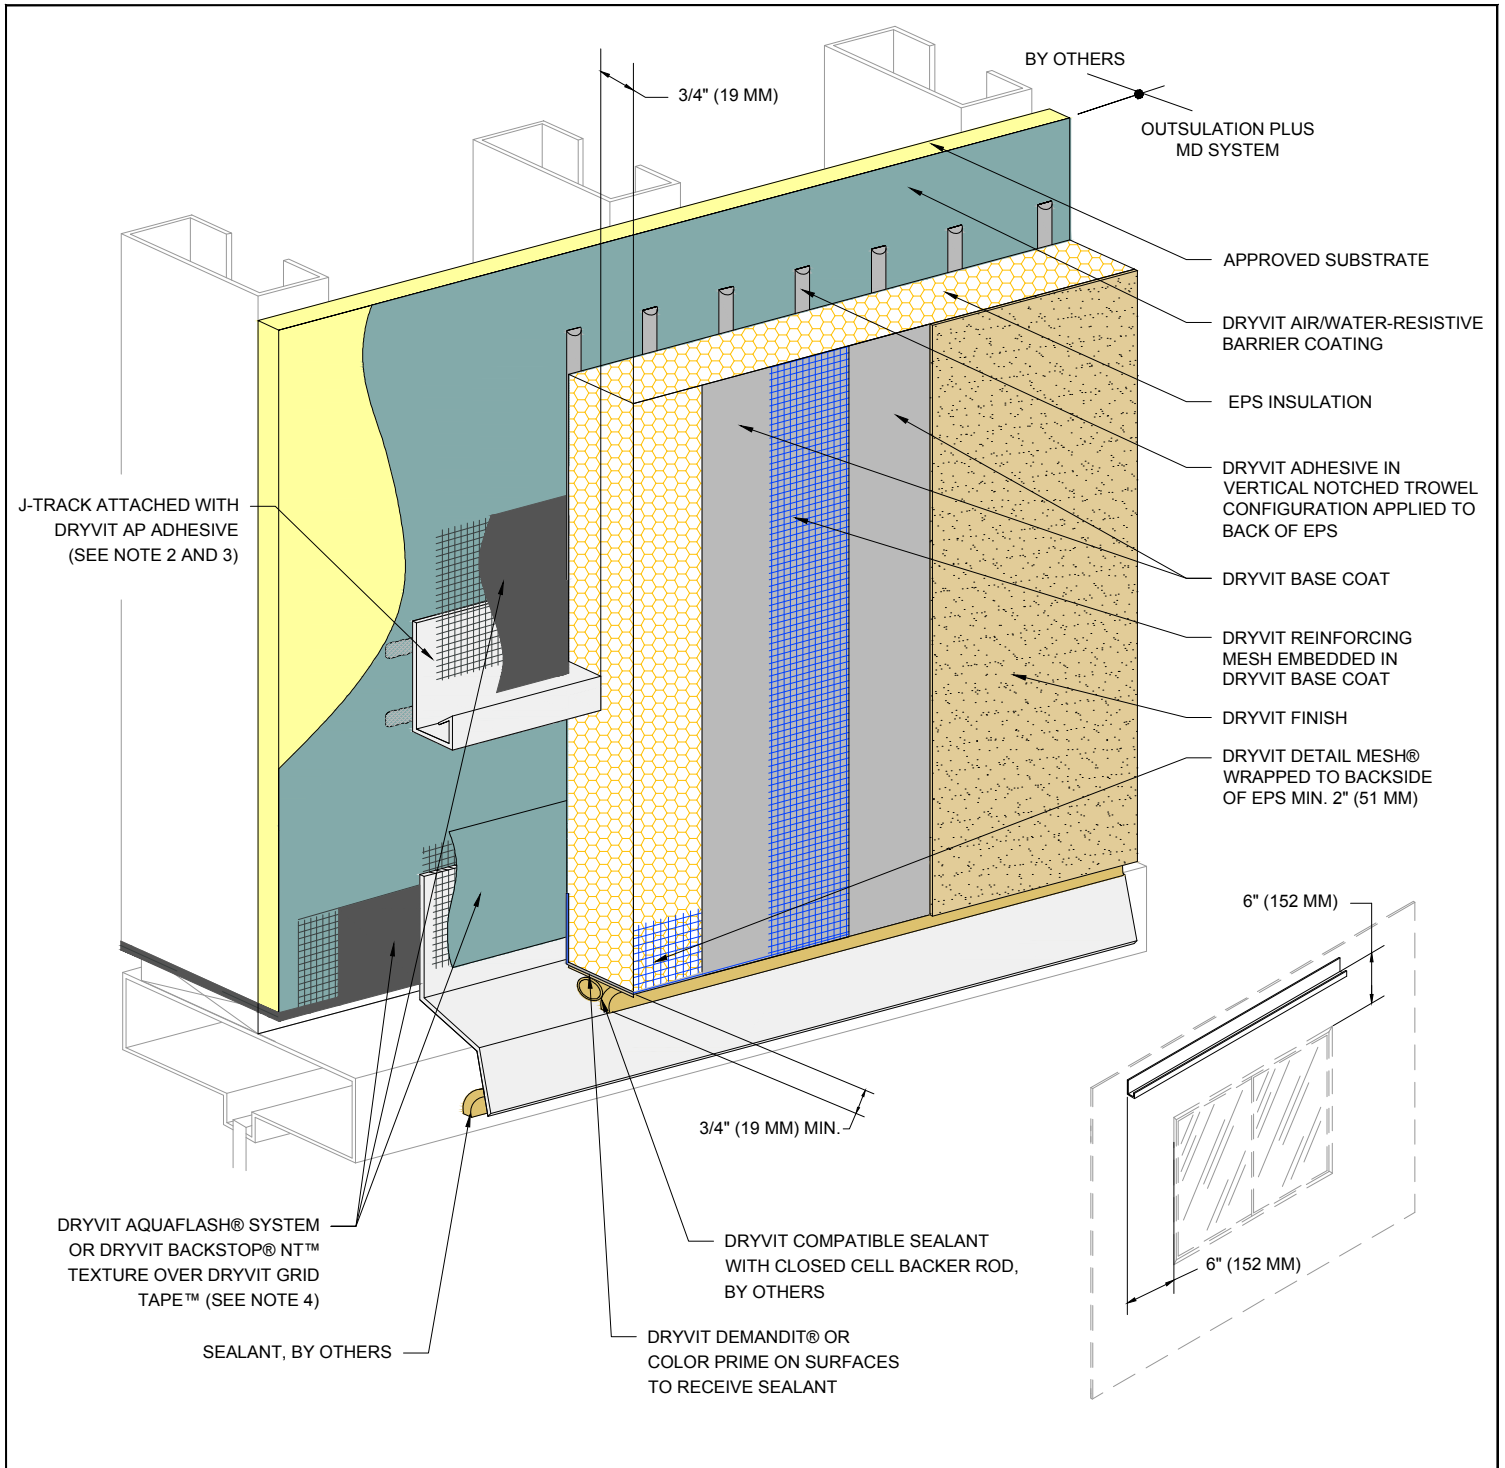 BY OTHERS
3/4" (19 MM)
OUTSULATION PLUS
MD SYSTEM
APPROVED SUBSTRATE
DRYVIT AIR/WATER-RESISTIVE
BARRIER COATING
EPS INSULATION
DRYVIT ADHESIVE IN
VERTICAL NOTCHED TROWEL
CONFIGURATION APPLIED TO
BACK OF EPS
J-TRACK ATTACHED WITH
DRYVIT AP ADHESIVE
(SEE NOTE 2 AND 3)
DRYVIT BASE COAT
DRYVIT REINFORCING
MESH EMBEDDED IN
DRYVIT BASE COAT
DRYVIT FINISH
DRYVIT DETAIL MESH®
WRAPPED TO BACKSIDE
OF EPS MIN. 2" (51 MM)
6" (152 MM)
3/4" (19 MM) MIN.
6" (152 MM)
DRYVIT AQUAFLASH® SYSTEM
OR DRYVIT BACKSTOP® NT™
TEXTURE OVER DRYVIT GRID
TAPE™ (SEE NOTE 4)
DRYVIT COMPATIBLE SEALANT
WITH CLOSED CELL BACKER ROD,
BY OTHERS
SEALANT, BY OTHERS
DRYVIT DEMANDIT® OR
COLOR PRIME ON SURFACES
TO RECEIVE SEALANT